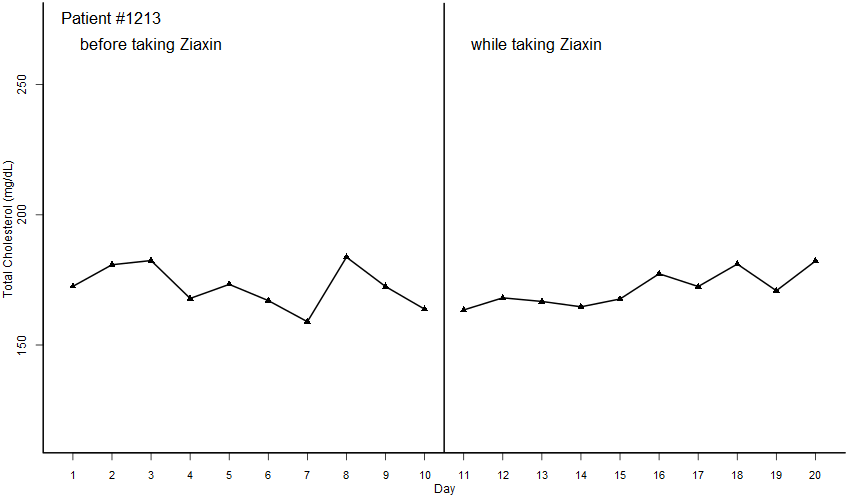 Patient #1213
before taking Ziaxin
while taking Ziaxin
Total Cholesterol (mg/dL)
250
200
150
1 2 3 4 5 6 7 8 9 10 11 12 13 14 15 16 17 18 19 20
Day